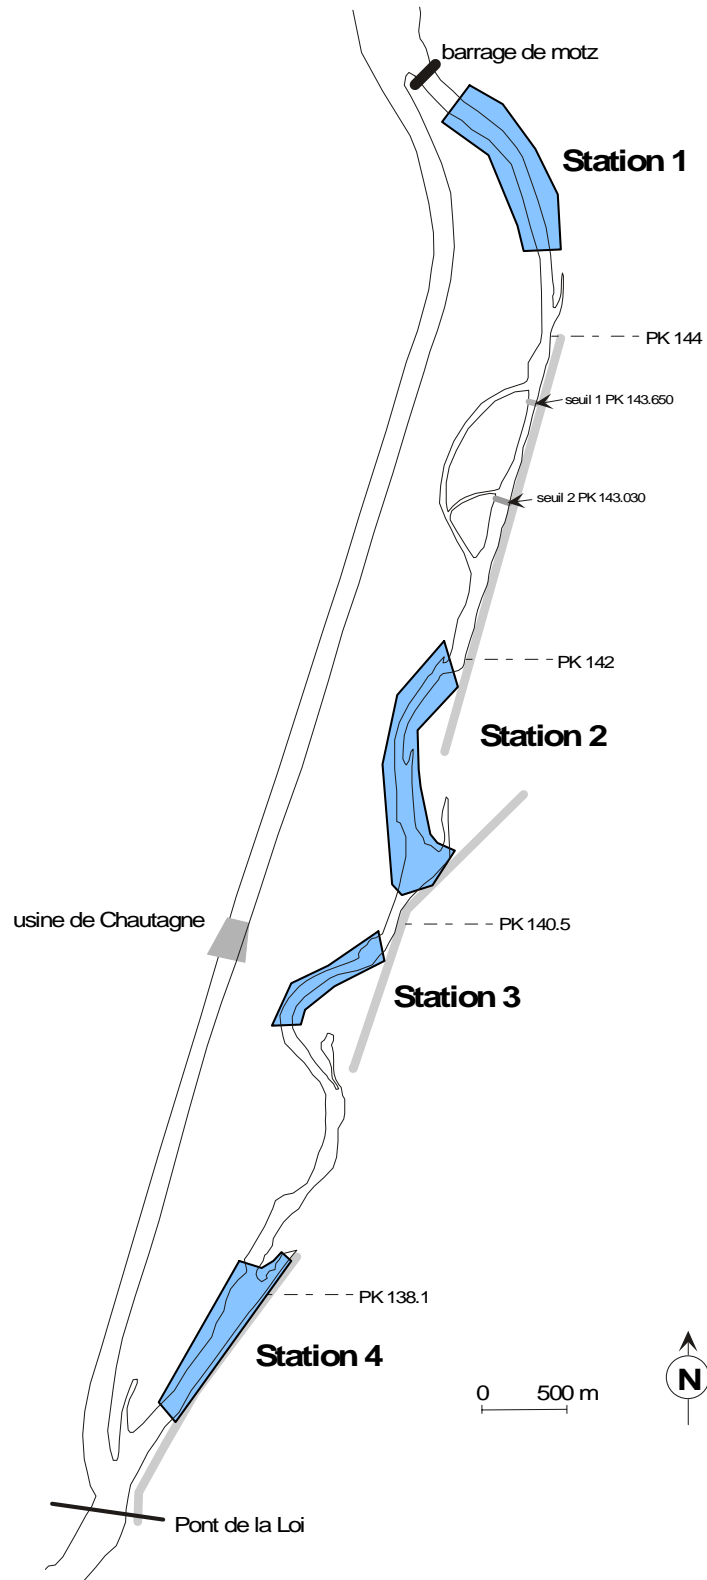 barrage de motz
Station 1
PK 144
seuil 1 PK 143.650
seuil 2 PK 143.030
PK 142
Station 2
usine de Chautagne
PK 140.5
Station 3
PK 138.1
Station 4
0 500 m
N
Pont de la Loi